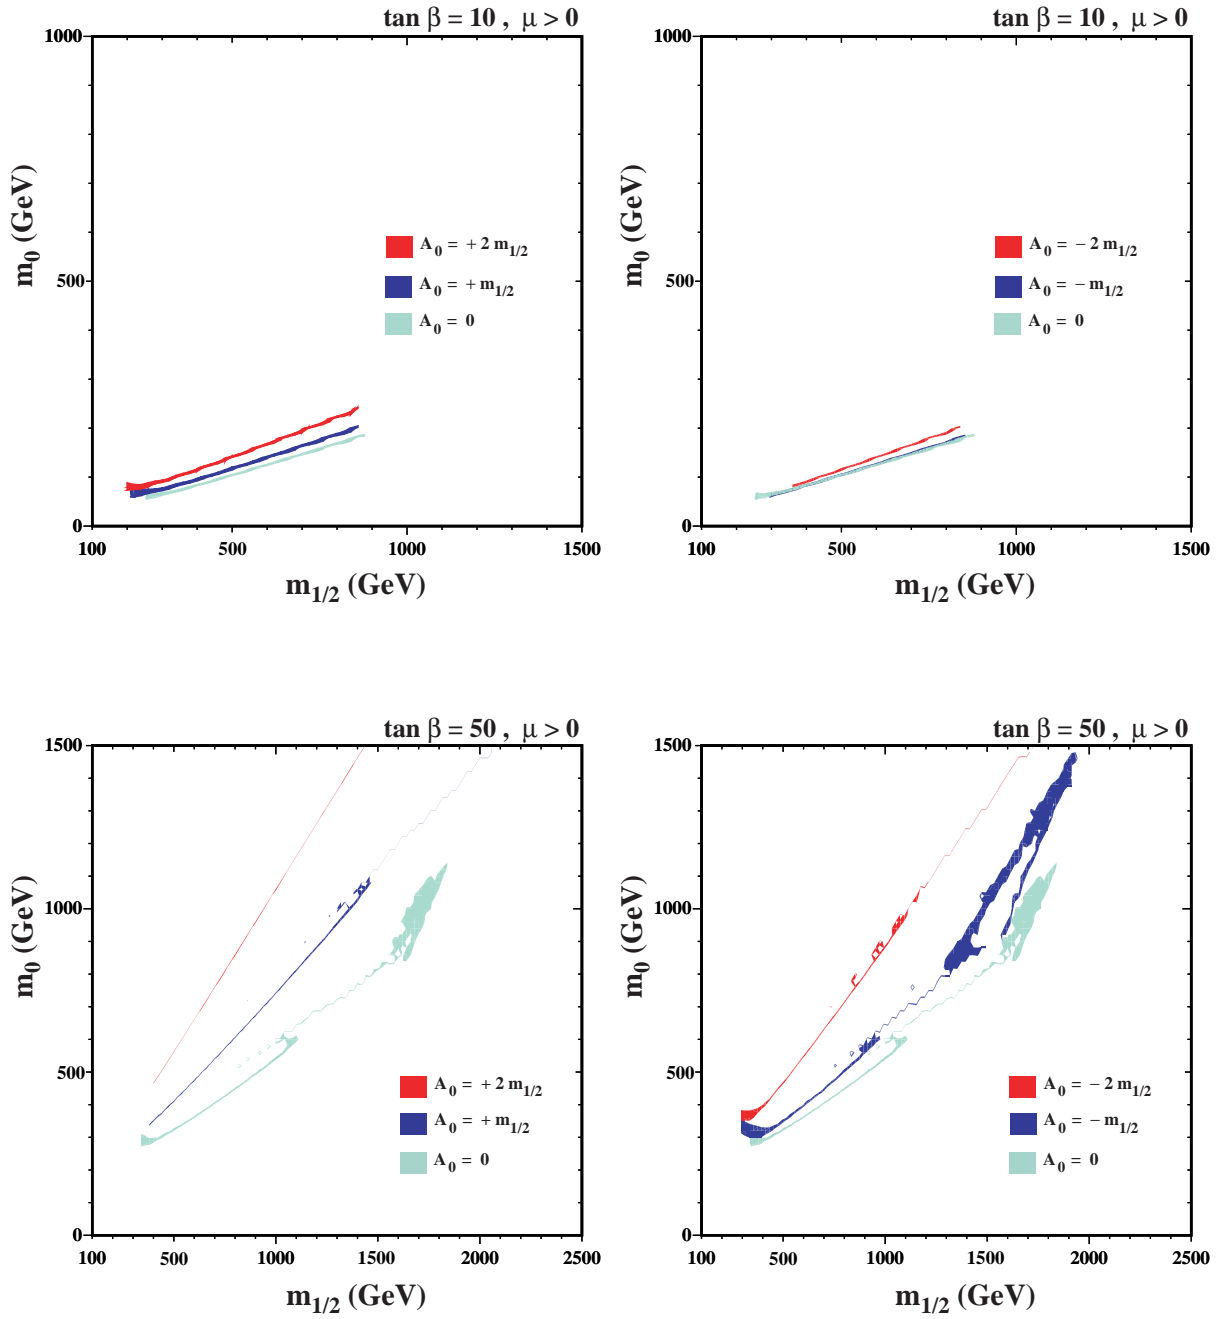 tan β = 10 , μ > 0
1000
500
0
m0 (GeV)
A0 = + 2 m1/2
A0 = + m1/2
A0 = 0
100 500 1000 1500
m1/2 (GeV)
tan β = 10 , μ > 0
1000
500
0
m0 (GeV)
A0 = − 2 m1/2
A0 = − m1/2
A0 = 0
100 500 1000 1500
m1/2 (GeV)
tan β = 50 , μ > 0
1500
1000
500
0
m0 (GeV)
A0 = + 2 m1/2
A0 = + m1/2
A0 = 0
100 500 1000 1500 2000 2500
m1/2 (GeV)
tan β = 50 , μ > 0
1500
1000
500
0
m0 (GeV)
A0 = − 2 m1/2
A0 = − m1/2
A0 = 0
100 500 1000 1500 2000 2500
m1/2 (GeV)